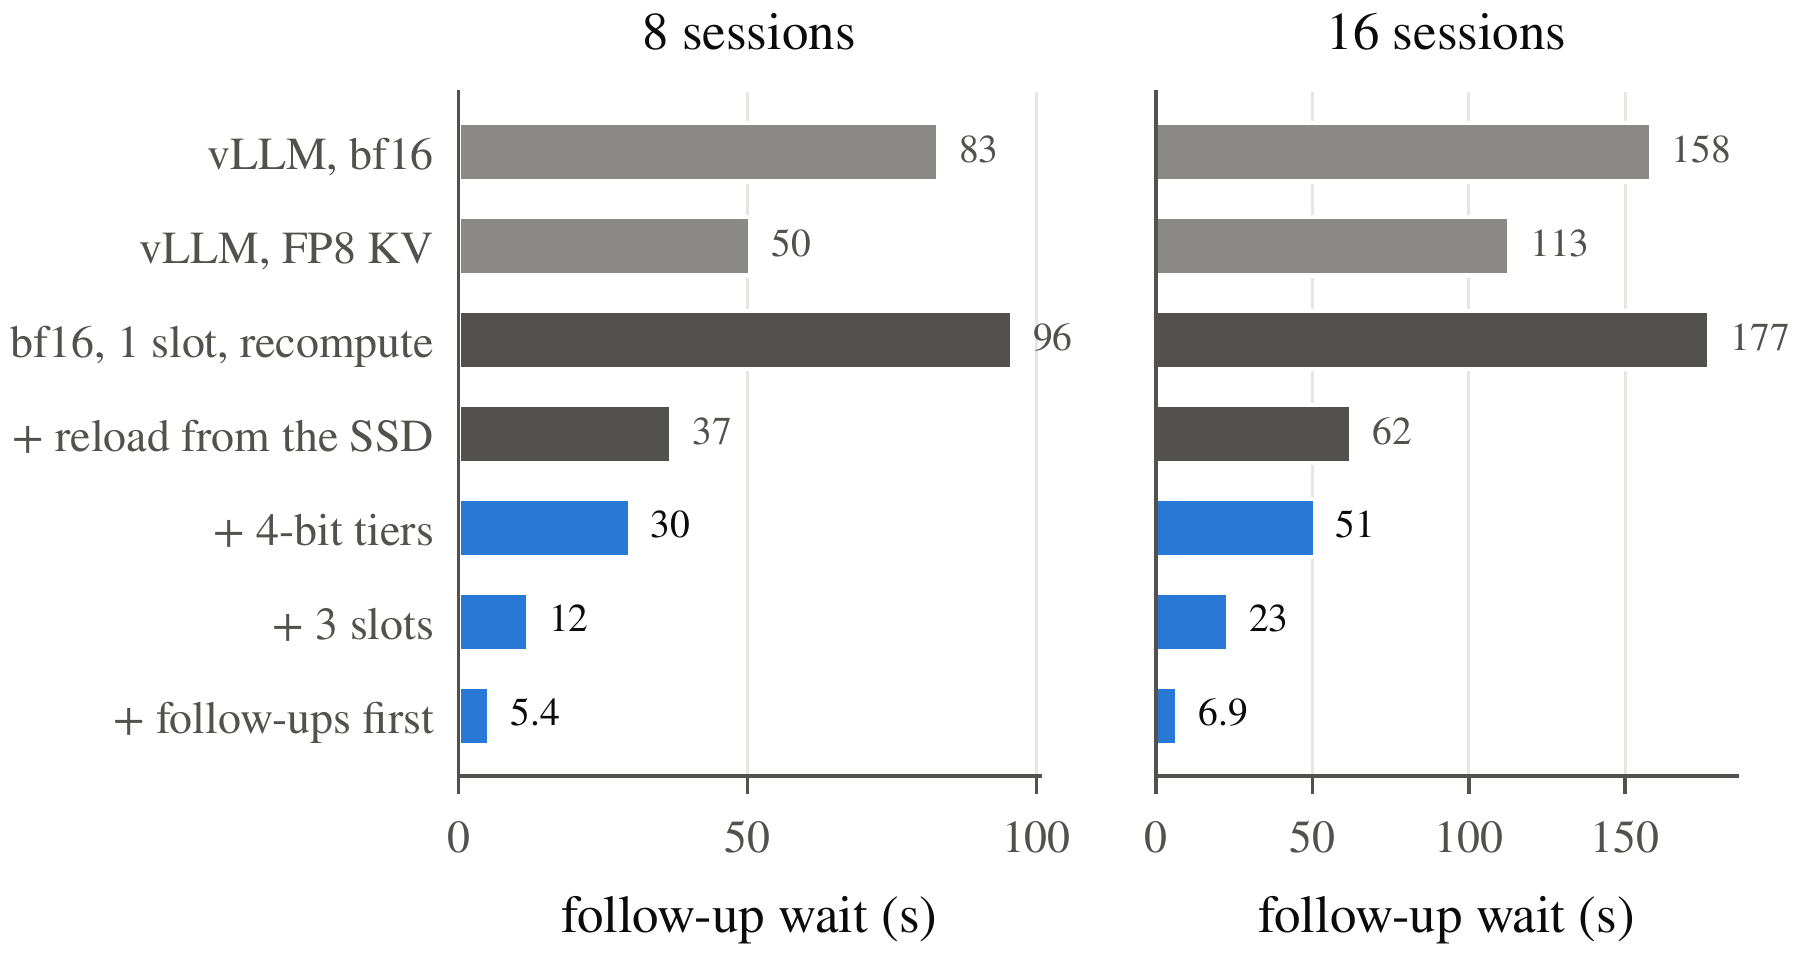 8 sessions
16 sessions
vLLM, bf16
83
158
vLLM, FP8 KV
50
113
bf16, 1 slot, recompute
96
177
+ reload from the SSD
37
62
+ 4-bit tiers
30
51
+ 3 slots
12
23
+ follow-ups first
5.4
6.9
0 50 100
0 50 100 150
follow-up wait (s)
follow-up wait (s)